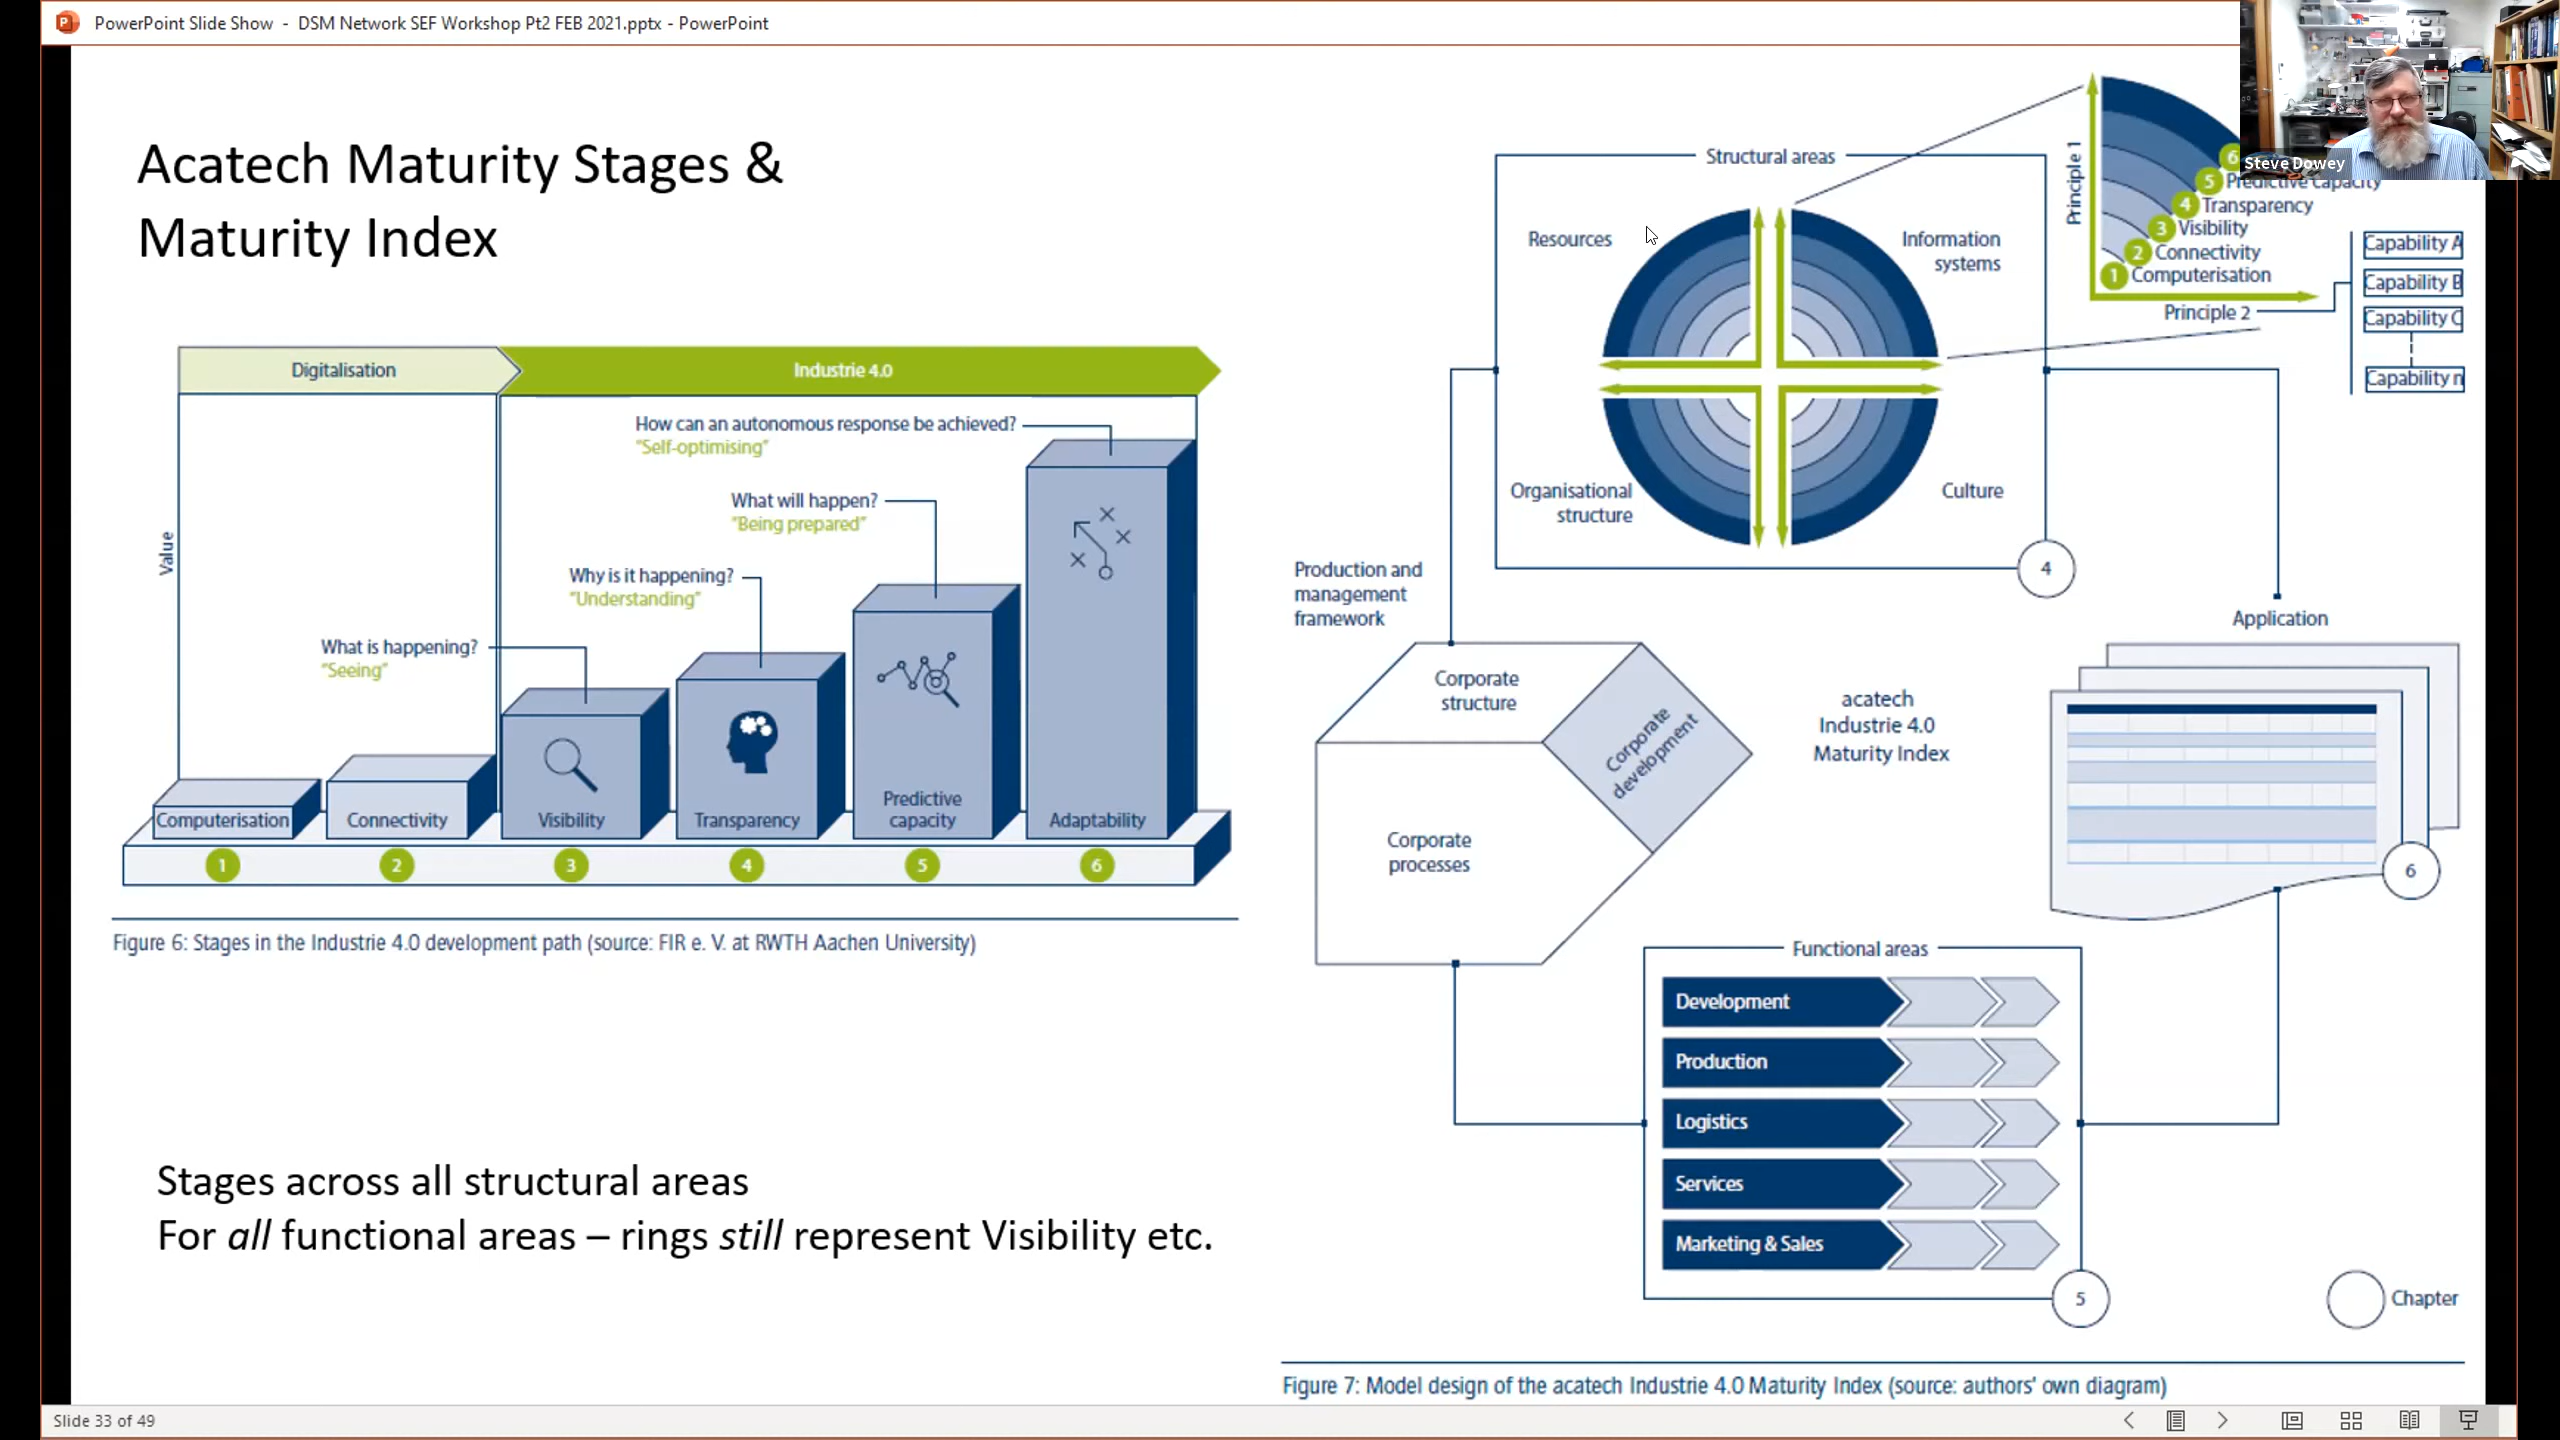 PowerPoint Slide Show - DSM Network SEF Workshop Pt2 FEB 2021.pptx - PowerPoint
Steve Dowey
Acatech Maturity Stages &
Maturity Index
Digitalisation
Industrie 4.0
Value
How can an autonomous response be achieved?
"Self-optimising"
What will happen?
"Being prepared"
Why is it happening?
"Understanding"
What is happening?
"Seeing"
Computerisation
Connectivity
Visibility
Transparency
Predictive
capacity
Adaptability
1
2
3
4
5
6
Figure 6: Stages in the Industrie 4.0 development path (source: FIR e. V. at RWTH Aachen University)
Stages across all structural areas
For all functional areas – rings still represent Visibility etc.
Structural areas
Resources
Information
systems
Organisational
structure
Culture
4
Principle 1
6
5 Predictive capacity
4 Transparency
3 Visibility
2 Connectivity
1 Computerisation
Principle 2
Capability A
Capability B
Capability C
Capability n
Production and
management
framework
Corporate
structure
Corporate
development
Corporate
processes
acatech
Industrie 4.0
Maturity Index
Application
6
Functional areas
Development
Production
Logistics
Services
Marketing & Sales
5
Chapter
Figure 7: Model design of the acatech Industrie 4.0 Maturity Index (source: authors' own diagram)
Slide 33 of 49